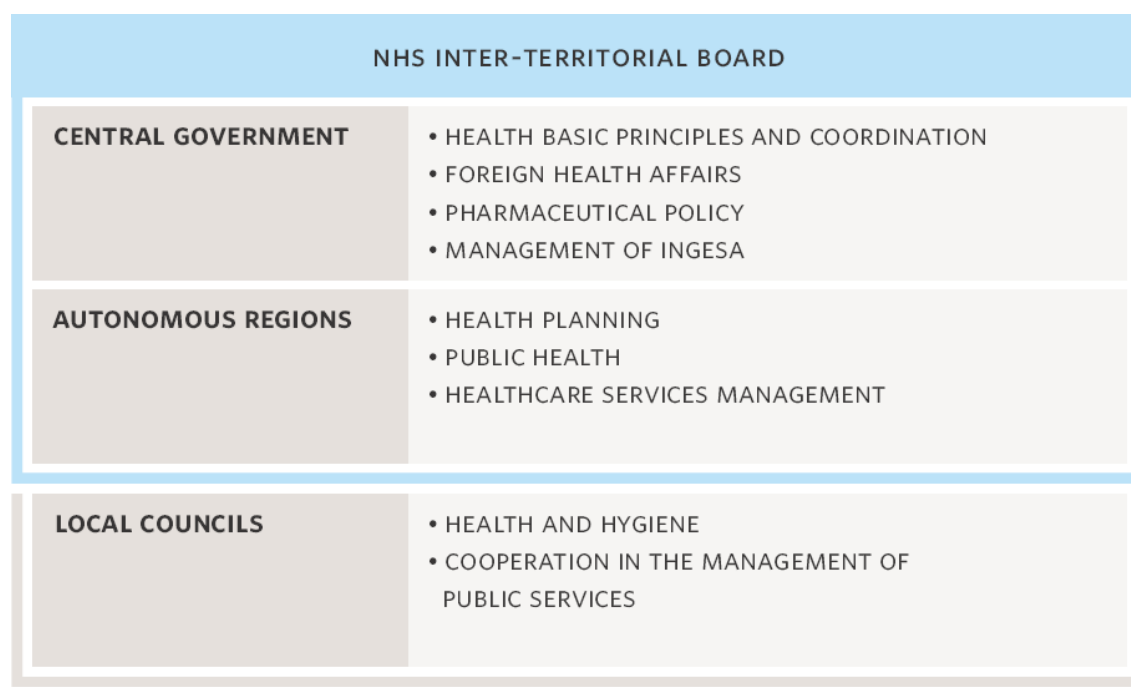 NHS INTER-TERRITORIAL BOARD
CENTRAL GOVERNMENT
• HEALTH BASIC PRINCIPLES AND COORDINATION
• FOREIGN HEALTH AFFAIRS
• PHARMACEUTICAL POLICY
• MANAGEMENT OF INGESA
AUTONOMOUS REGIONS
• HEALTH PLANNING
• PUBLIC HEALTH
• HEALTHCARE SERVICES MANAGEMENT
LOCAL COUNCILS
• HEALTH AND HYGIENE
• COOPERATION IN THE MANAGEMENT OF
PUBLIC SERVICES